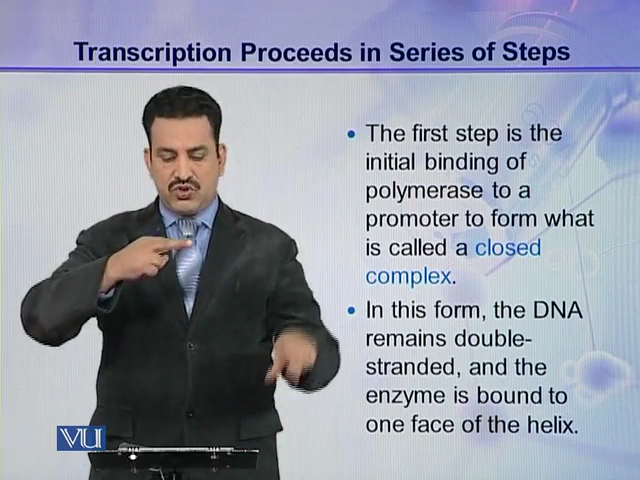 Transcription Proceeds in Series of Steps
• The first step is the
initial binding of
polymerase to a
promoter to form what
is called a closed
complex.
• In this form, the DNA
remains double-
stranded, and the
enzyme is bound to
one face of the helix.
VU